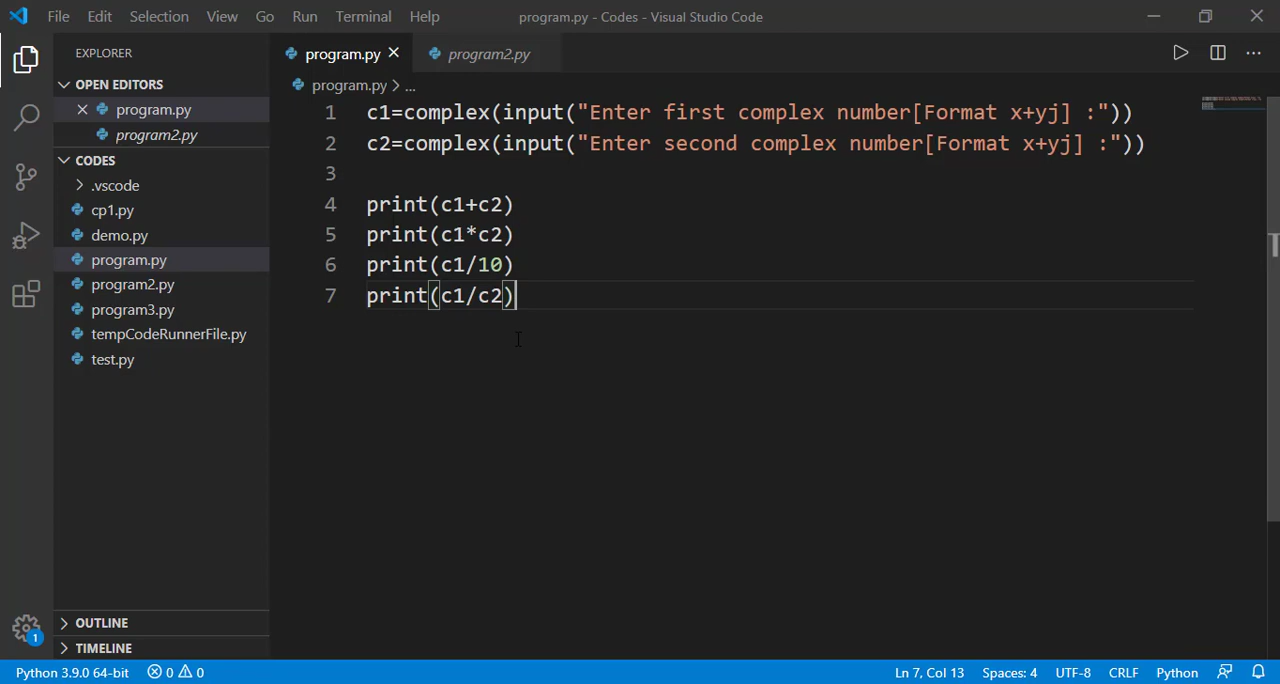 File Edit Selection View Go Run Terminal Help program.py - Codes - Visual Studio Code
EXPLORER
OPEN EDITORS
program.py
program2.py
CODES
.vscode
cp1.py
demo.py
program.py
program2.py
program3.py
tempCodeRunnerFile.py
test.py
OUTLINE
TIMELINE
program.py program2.py
program.py > ...
1 c1=complex(input("Enter first complex number[Format x+yj] :"))
2 c2=complex(input("Enter second complex number[Format x+yj] :"))
3
4 print(c1+c2)
5 print(c1*c2)
6 print(c1/10)
7 print(c1/c2)
1
Python 3.9.0 64-bit 0 0 Ln 7, Col 13 Spaces: 4 UTF-8 CRLF Python